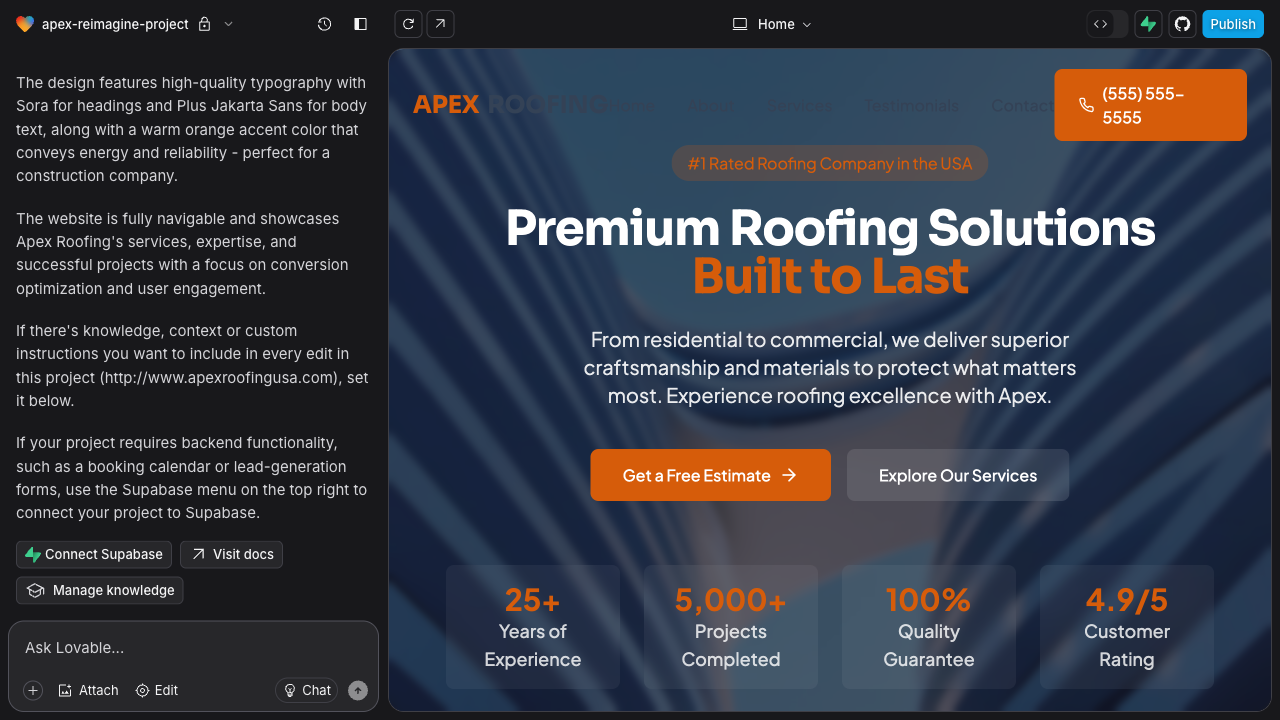 apex-reimagine-project
Home
Publish
The design features high-quality typography with
Sora for headings and Plus Jakarta Sans for body
text, along with a warm orange accent color that
conveys energy and reliability - perfect for a
construction company.
The website is fully navigable and showcases
Apex Roofing's services, expertise, and
successful projects with a focus on conversion
optimization and user engagement.
If there's knowledge, context or custom
instructions you want to include in every edit in
this project (http://www.apexroofingusa.com), set
it below.
If your project requires backend functionality,
such as a booking calendar or lead-generation
forms, use the Supabase menu on the top right to
connect your project to Supabase.
Connect Supabase
Visit docs
Manage knowledge
Ask Lovable...
Attach
Edit
Chat
APEX ROOFING
About
Services
Testimonials
Contact
(555) 555-
5555
#1 Rated Roofing Company in the USA
Premium Roofing Solutions
Built to Last
From residential to commercial, we deliver superior
craftsmanship and materials to protect what matters
most. Experience roofing excellence with Apex.
Get a Free Estimate
Explore Our Services
25+
Years of
Experience
5,000+
Projects
Completed
100%
Quality
Guarantee
4.9/5
Customer
Rating